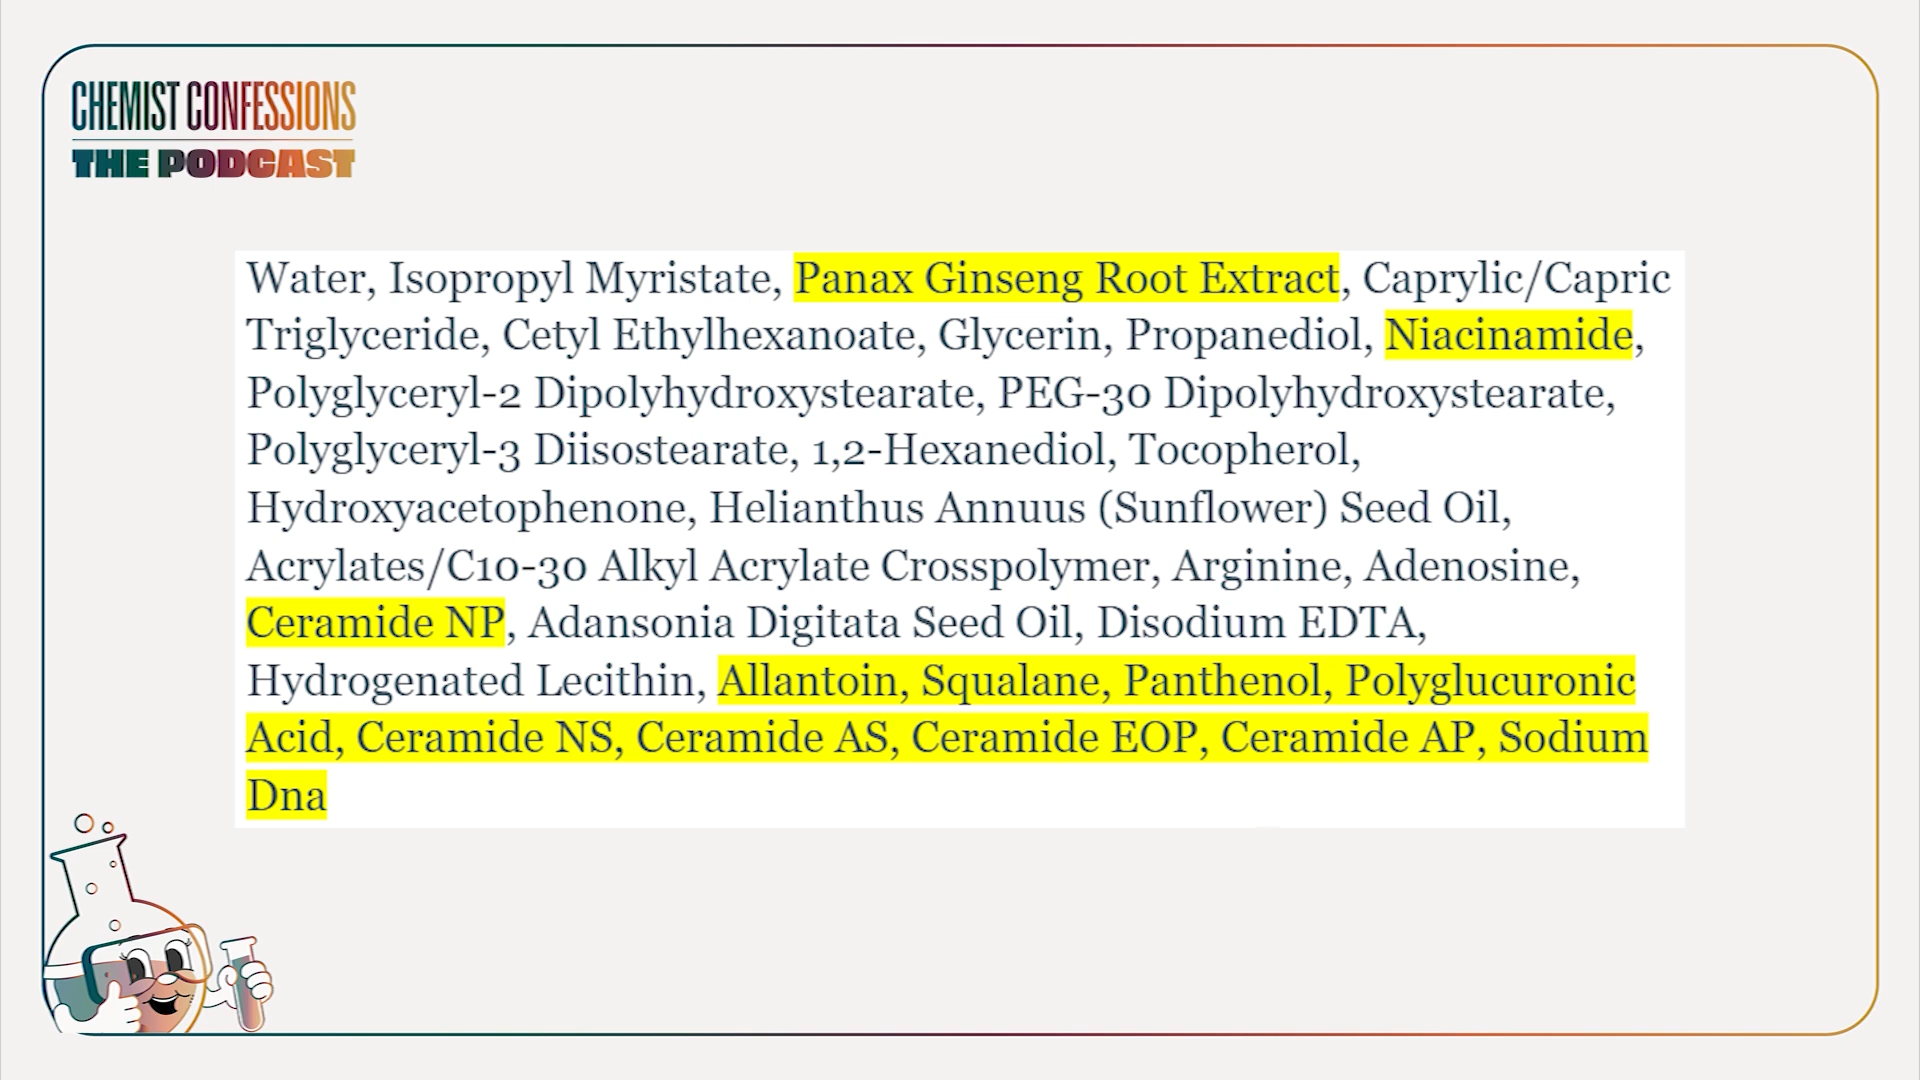 CHEMIST CONFESSIONS
THE PODCAST
Water, Isopropyl Myristate, Panax Ginseng Root Extract, Caprylic/Capric
Triglyceride, Cetyl Ethylhexanoate, Glycerin, Propanediol, Niacinamide,
Polyglyceryl-2 Dipolyhydroxystearate, PEG-30 Dipolyhydroxystearate,
Polyglyceryl-3 Diisostearate, 1,2-Hexanediol, Tocopherol,
Hydroxyacetophenone, Helianthus Annuus (Sunflower) Seed Oil,
Acrylates/C10-30 Alkyl Acrylate Crosspolymer, Arginine, Adenosine,
Ceramide NP, Adansonia Digitata Seed Oil, Disodium EDTA,
Hydrogenated Lecithin, Allantoin, Squalane, Panthenol, Polyglucuronic
Acid, Ceramide NS, Ceramide AS, Ceramide EOP, Ceramide AP, Sodium
Dna